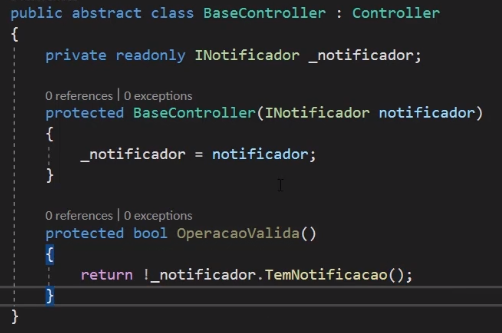 public abstract class BaseController : Controller
{
private readonly INotificador _notificador;
0 references | 0 exceptions
protected BaseController(INotificador notificador)
{
_notificador = notificador;
}
0 references | 0 exceptions
protected bool OperacaoValida()
{
return !_notificador.TemNotificacao();
}
}